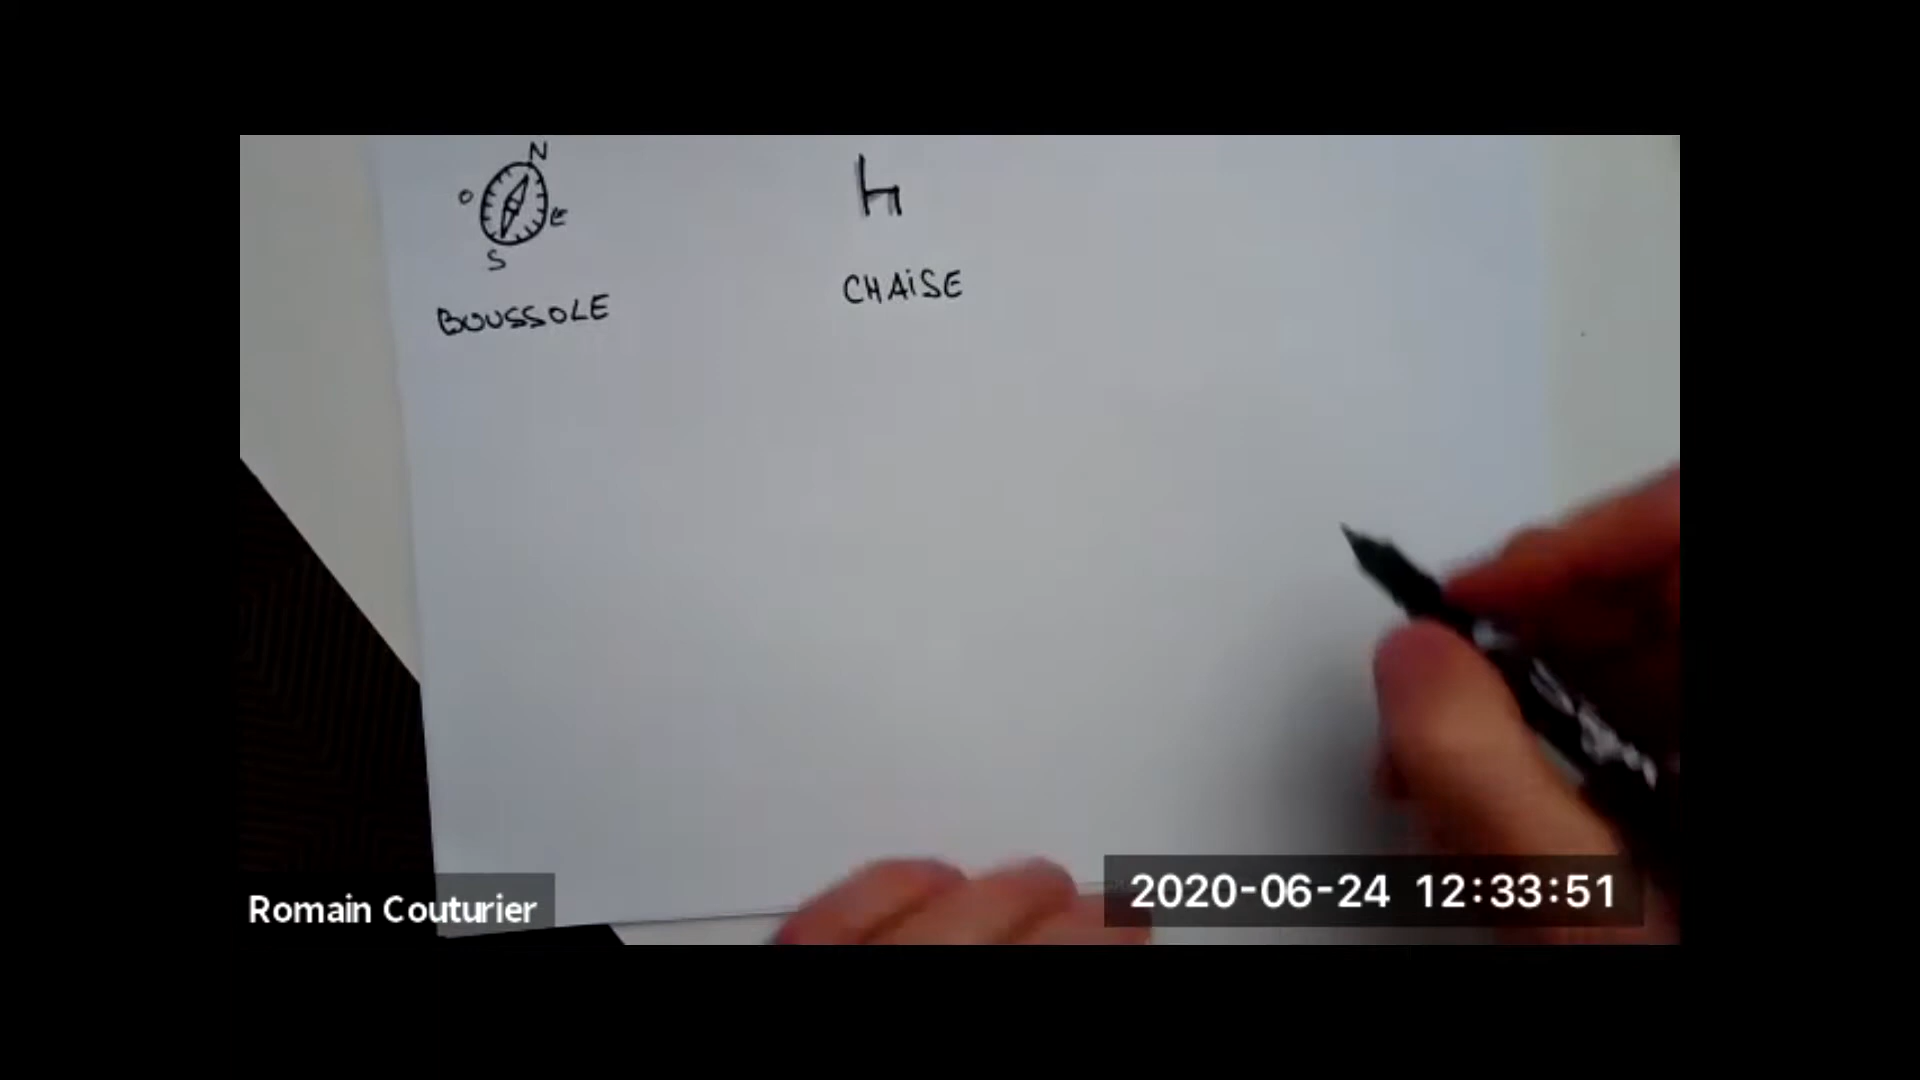 N
O
E
S
BOUSSOLE
CHAiSE
Romain Couturier
2020-06-24 12:33:51